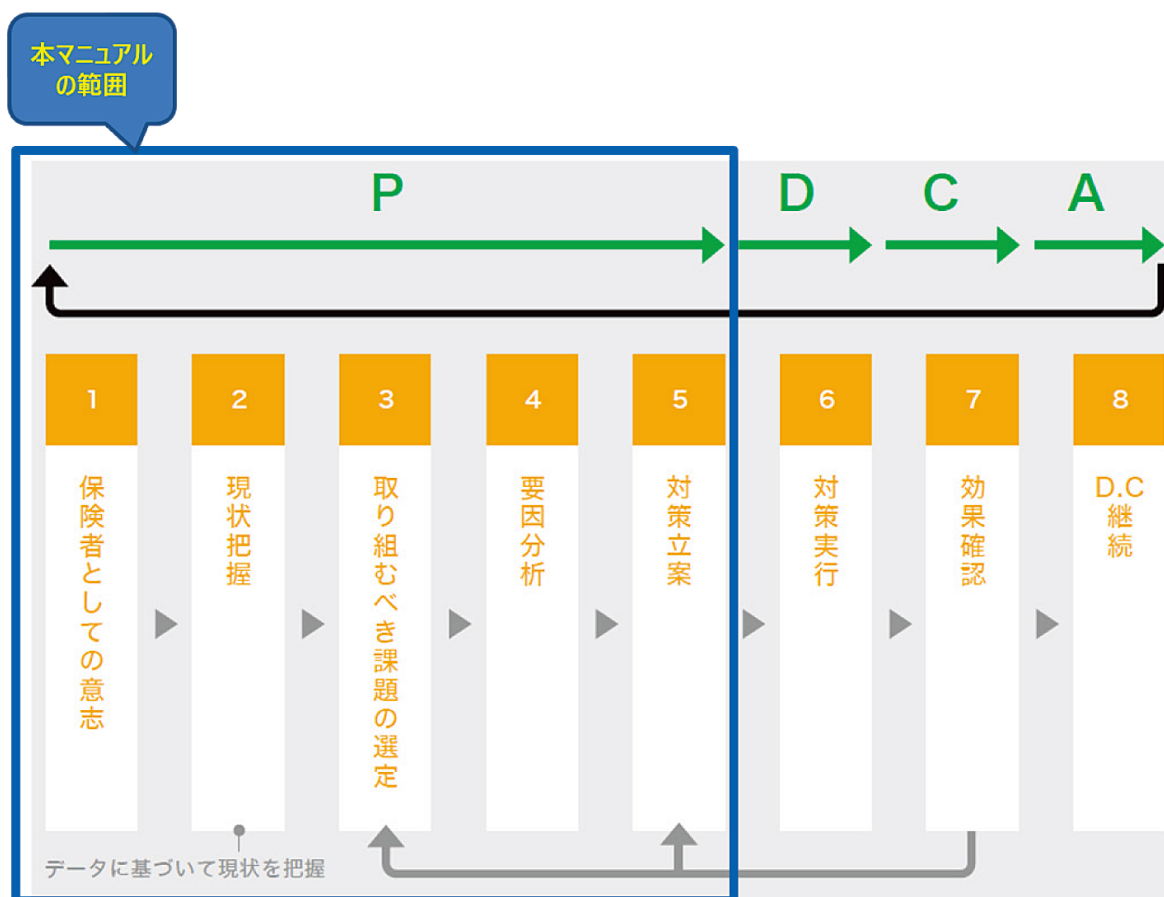 本マニュアル
の範囲
P
D
C
A
1
2
3
4
5
6
7
8
保険者としての意志
現状把握
取り組むべき課題の選定
要因分析
対策立案
対策実行
効果確認
D.C
継続
データに基づいて現状を把握